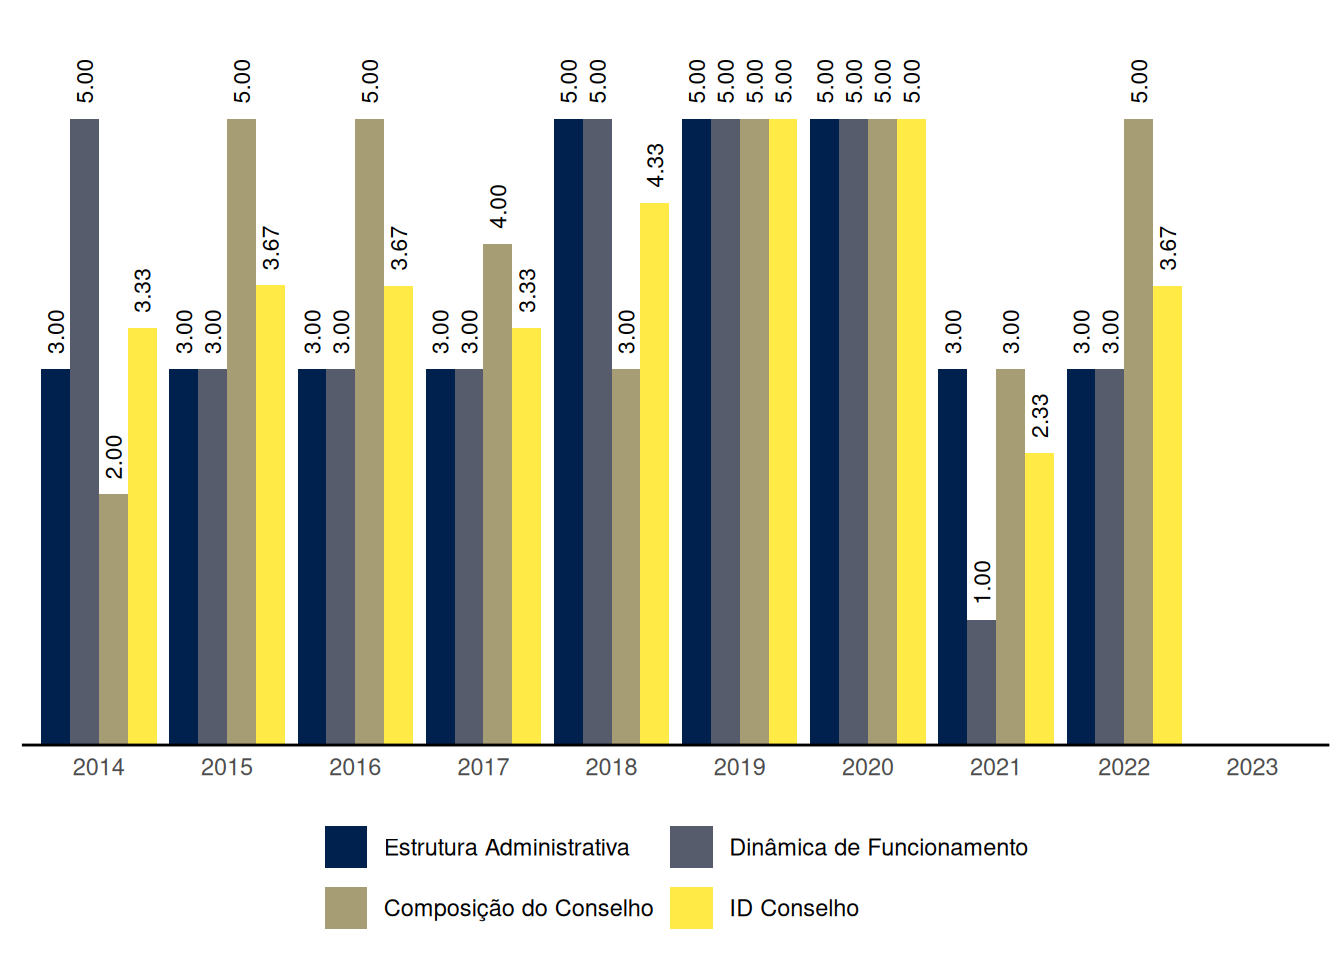 5.00 5.00 5.00 5.00 5.00 5.00 5.00 5.00 5.00 5.00 5.00 5.00 5.00 5.00
4.33
4.00
3.67 3.67 3.67
3.33 3.33
3.00 3.00 3.00 3.00 3.00 3.00 3.00 3.00 3.00 3.00 3.00 3.00
2.33
2.00
1.00
2014 2015 2016 2017 2018 2019 2020 2021 2022 2023
Estrutura Administrativa Dinâmica de Funcionamento
Composição do Conselho ID Conselho